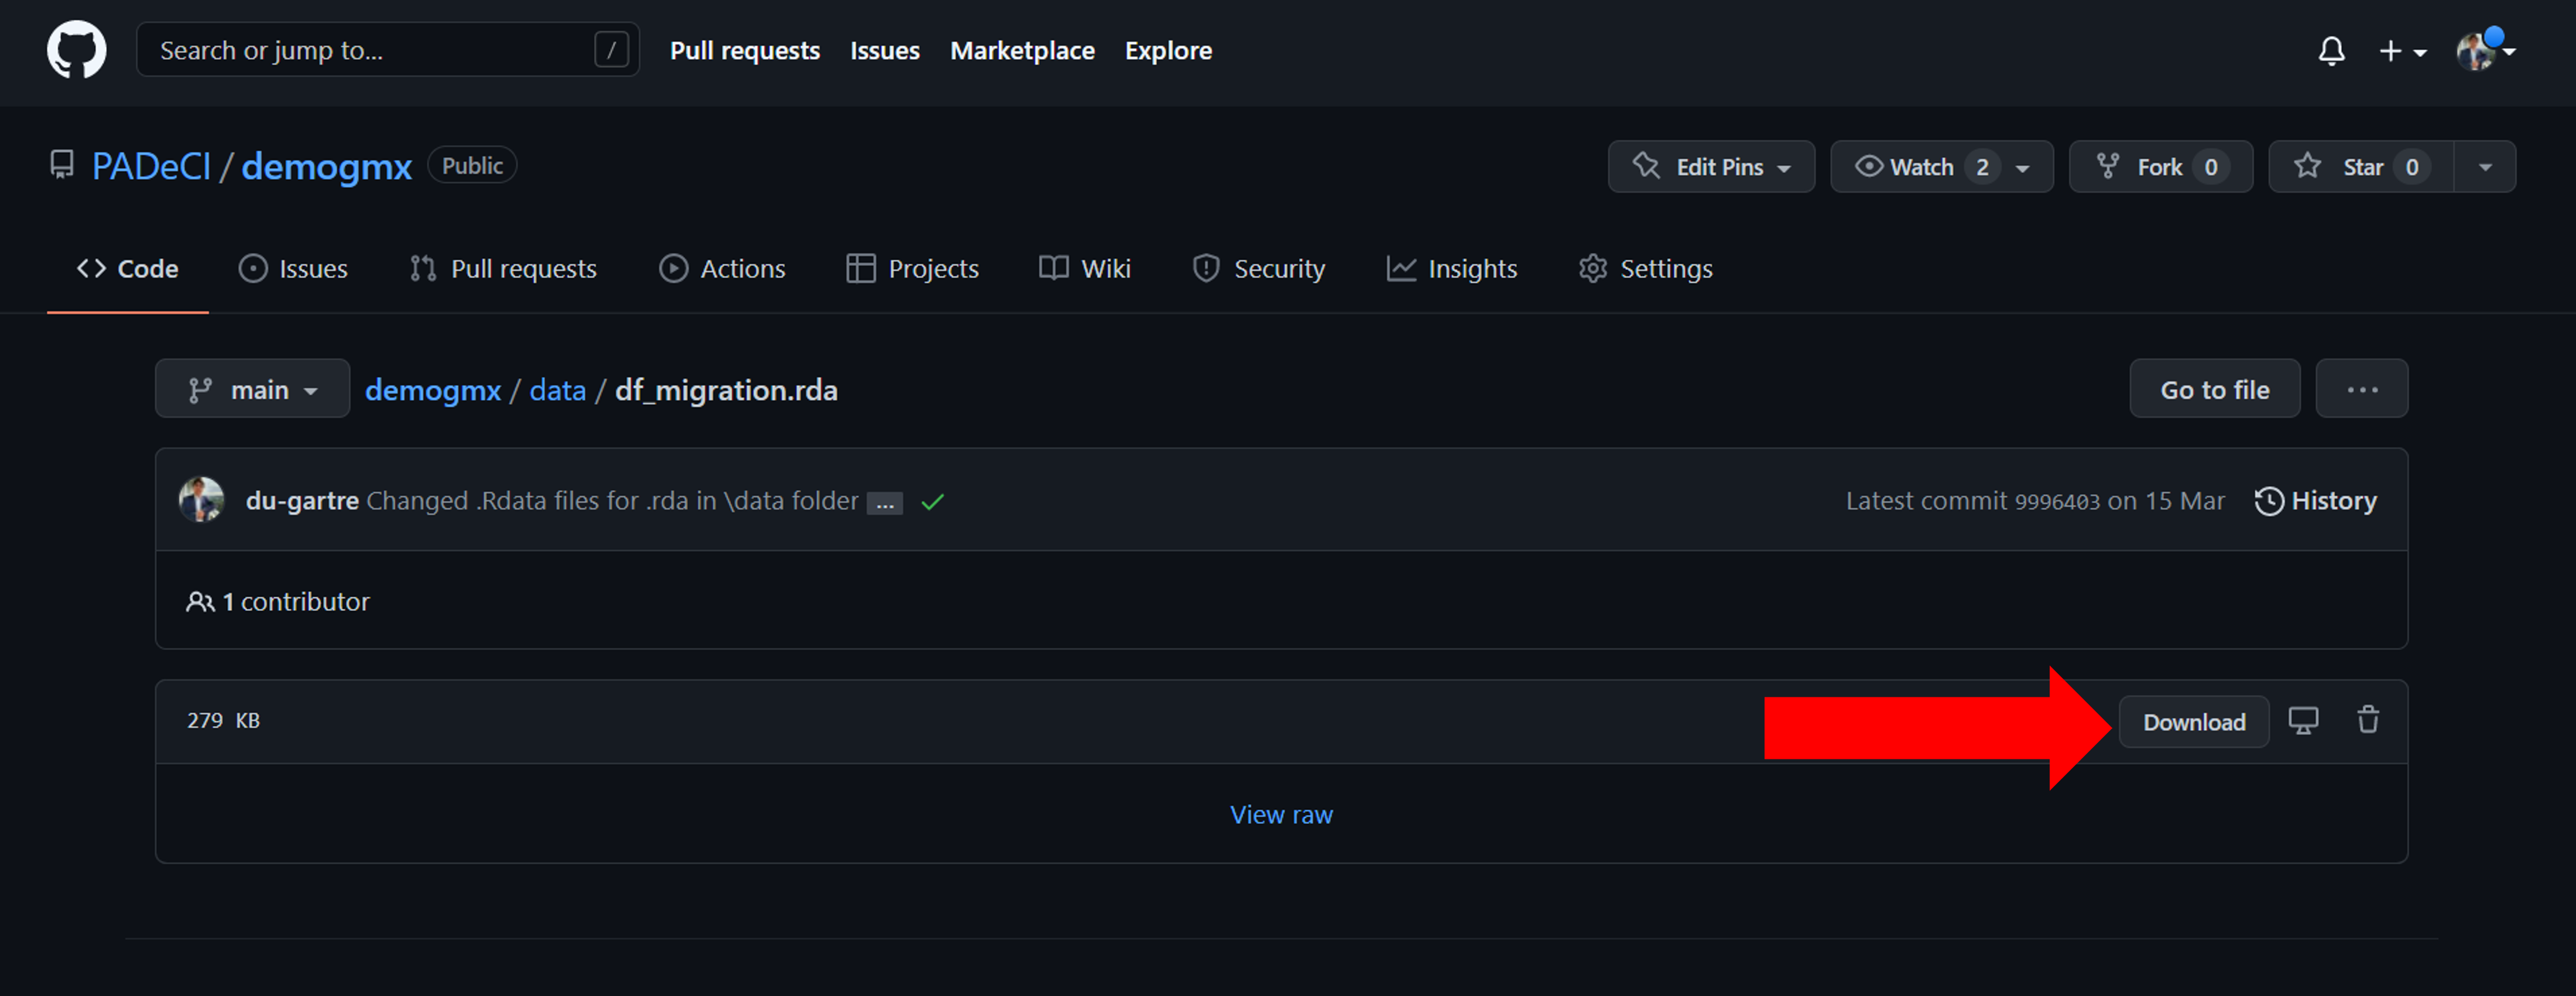 Search or jump to... / Pull requests Issues Marketplace Explore
PADeCI / demogmx Public Edit Pins Watch 2 Fork 0 Star 0
Code Issues Pull requests Actions Projects Wiki Security Insights Settings
main demogmx / data / df_migration.rda Go to file ...
du-gartre Changed .Rdata files for .rda in \data folder ... Latest commit 9996403 on 15 Mar History
1 contributor
279 KB Download
View raw